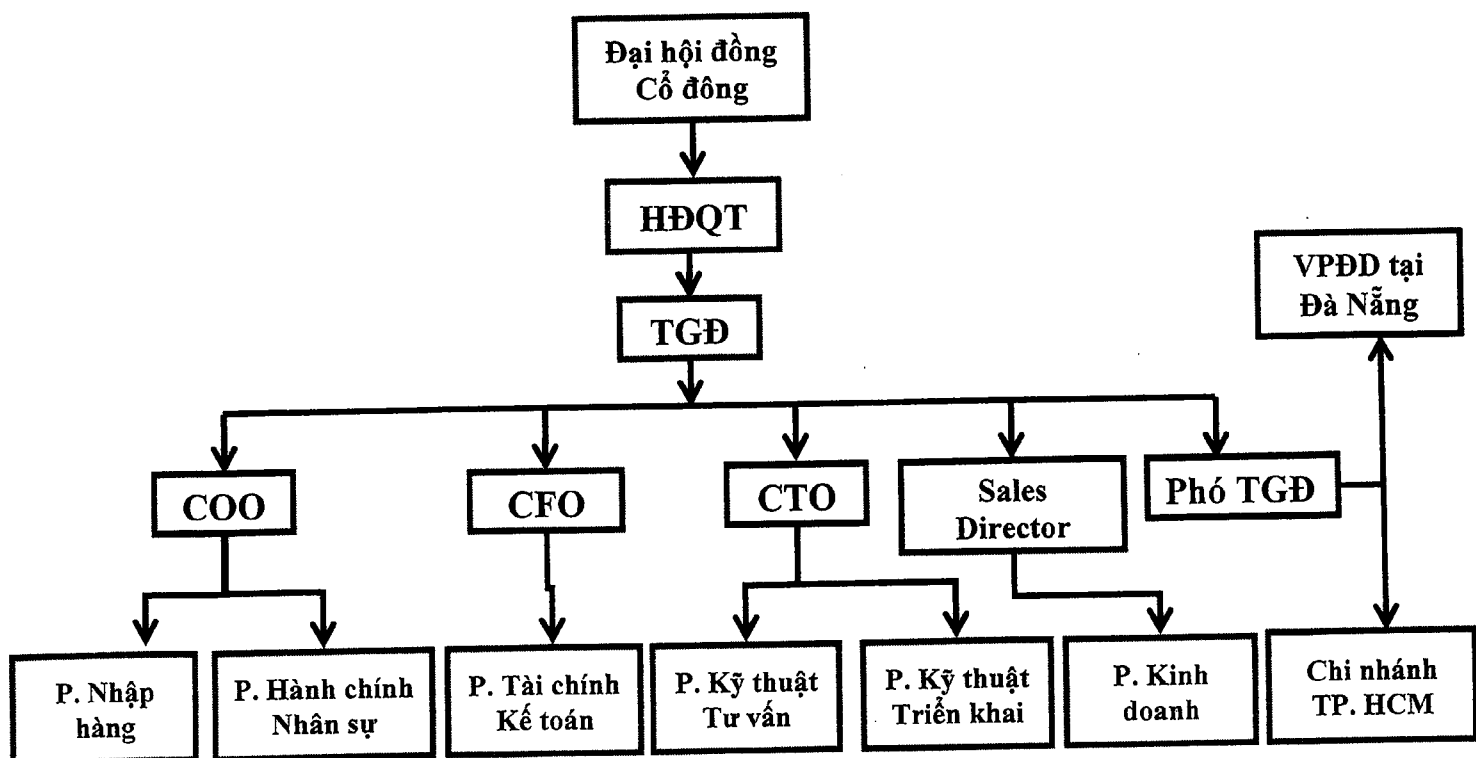 Đại hội đồng
Cổ đông
HĐQT
VPĐD tại
Đà Nẵng
TGĐ
COO
CFO
CTO
Sales
Director
Phó TGĐ
P. Nhập
hàng
P. Hành chính
Nhân sự
P. Tài chính
Kế toán
P. Kỹ thuật
Tư vấn
P. Kỹ thuật
Triển khai
P. Kinh
doanh
Chi nhánh
TP. HCM